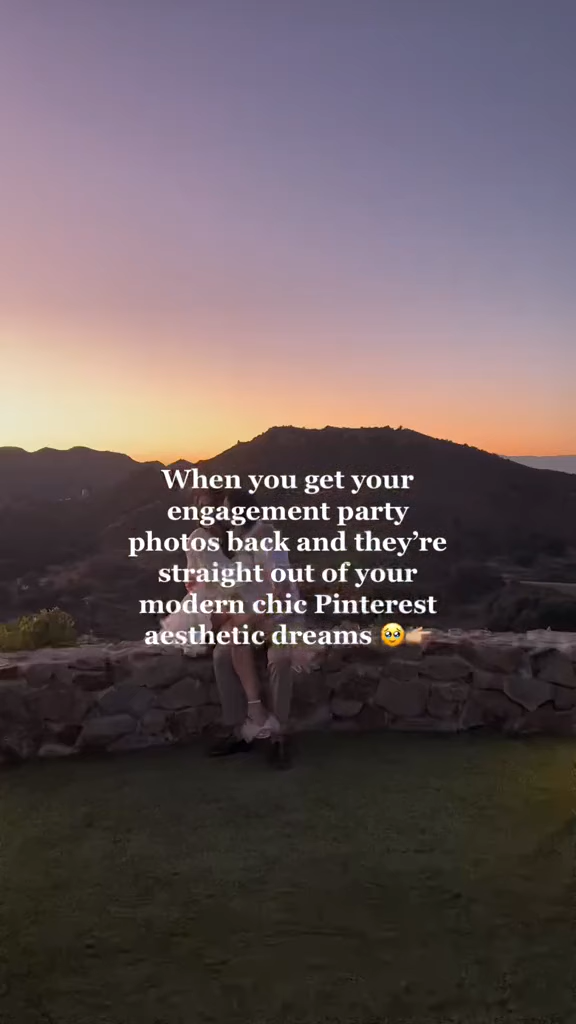 When you get your
engagement party
photos back and they’re
straight out of your
modern chic Pinterest
aesthetic dreams 🥹🫱🏼